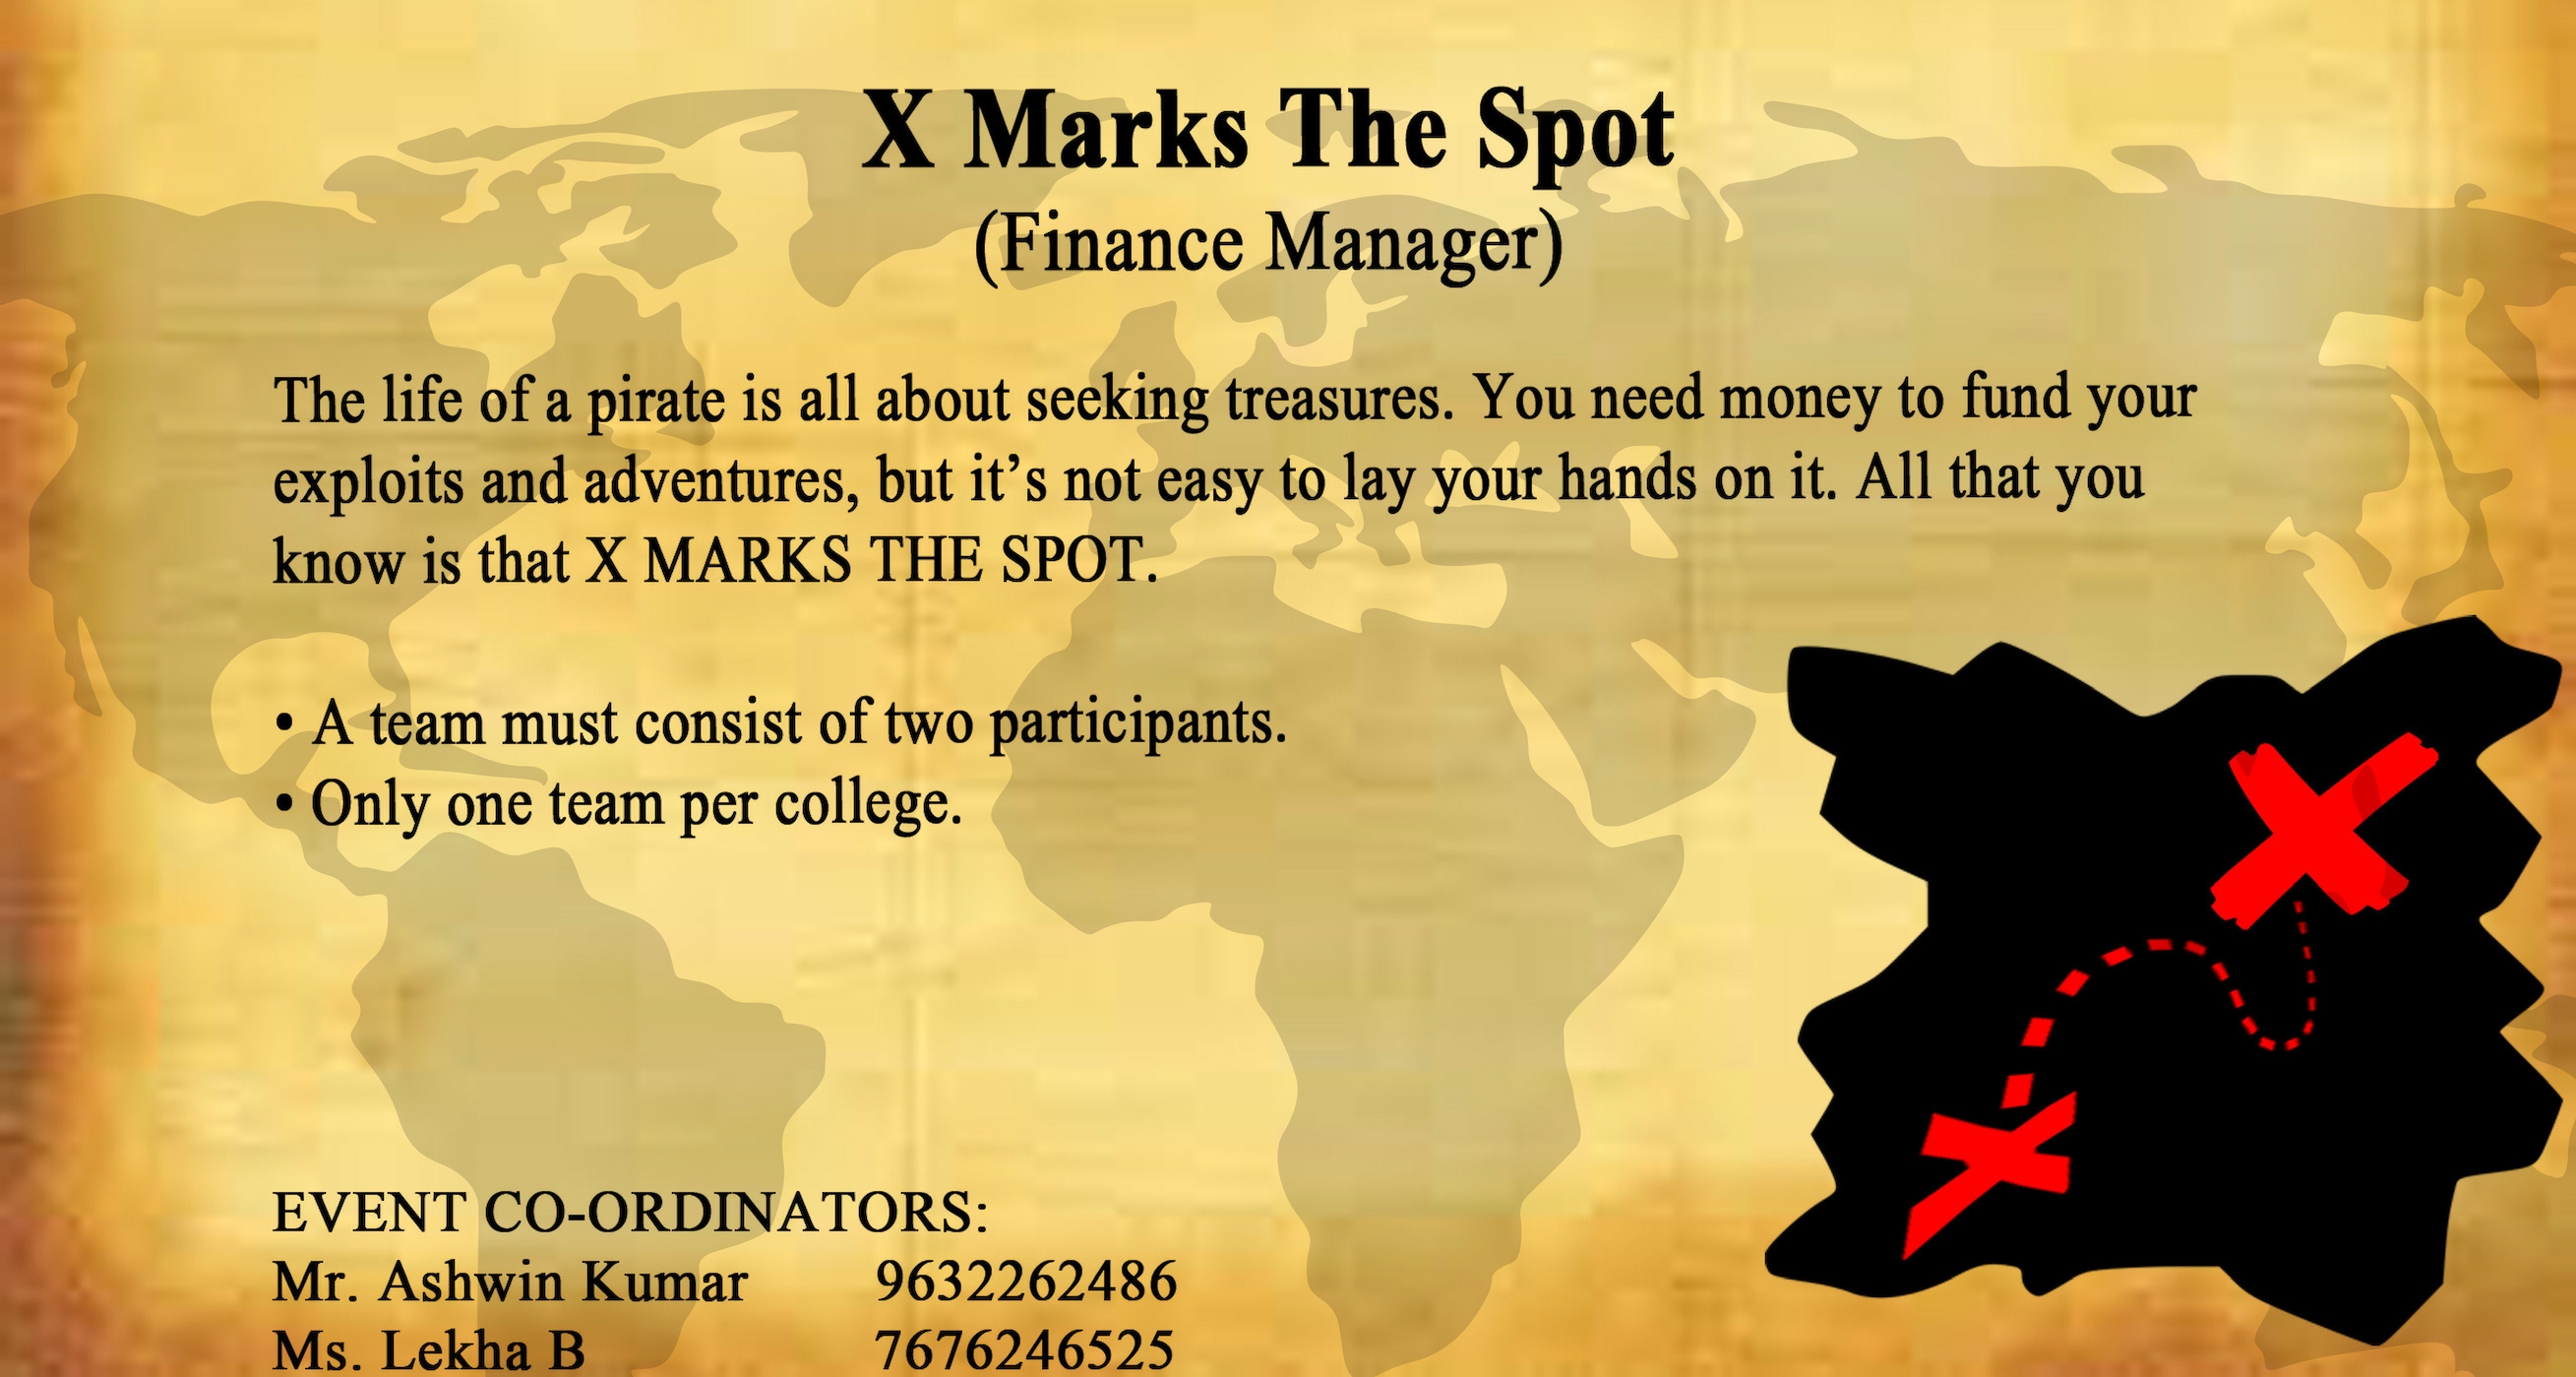 X Marks The Spot
(Finance Manager)
The life of a pirate is all about seeking treasures. You need money to fund your
exploits and adventures, but it’s not easy to lay your hands on it. All that you
know is that X MARKS THE SPOT.
• A team must consist of two participants.
• Only one team per college.
EVENT CO-ORDINATORS:
Mr. Ashwin Kumar 9632262486
Ms. Lekha B 7676246525